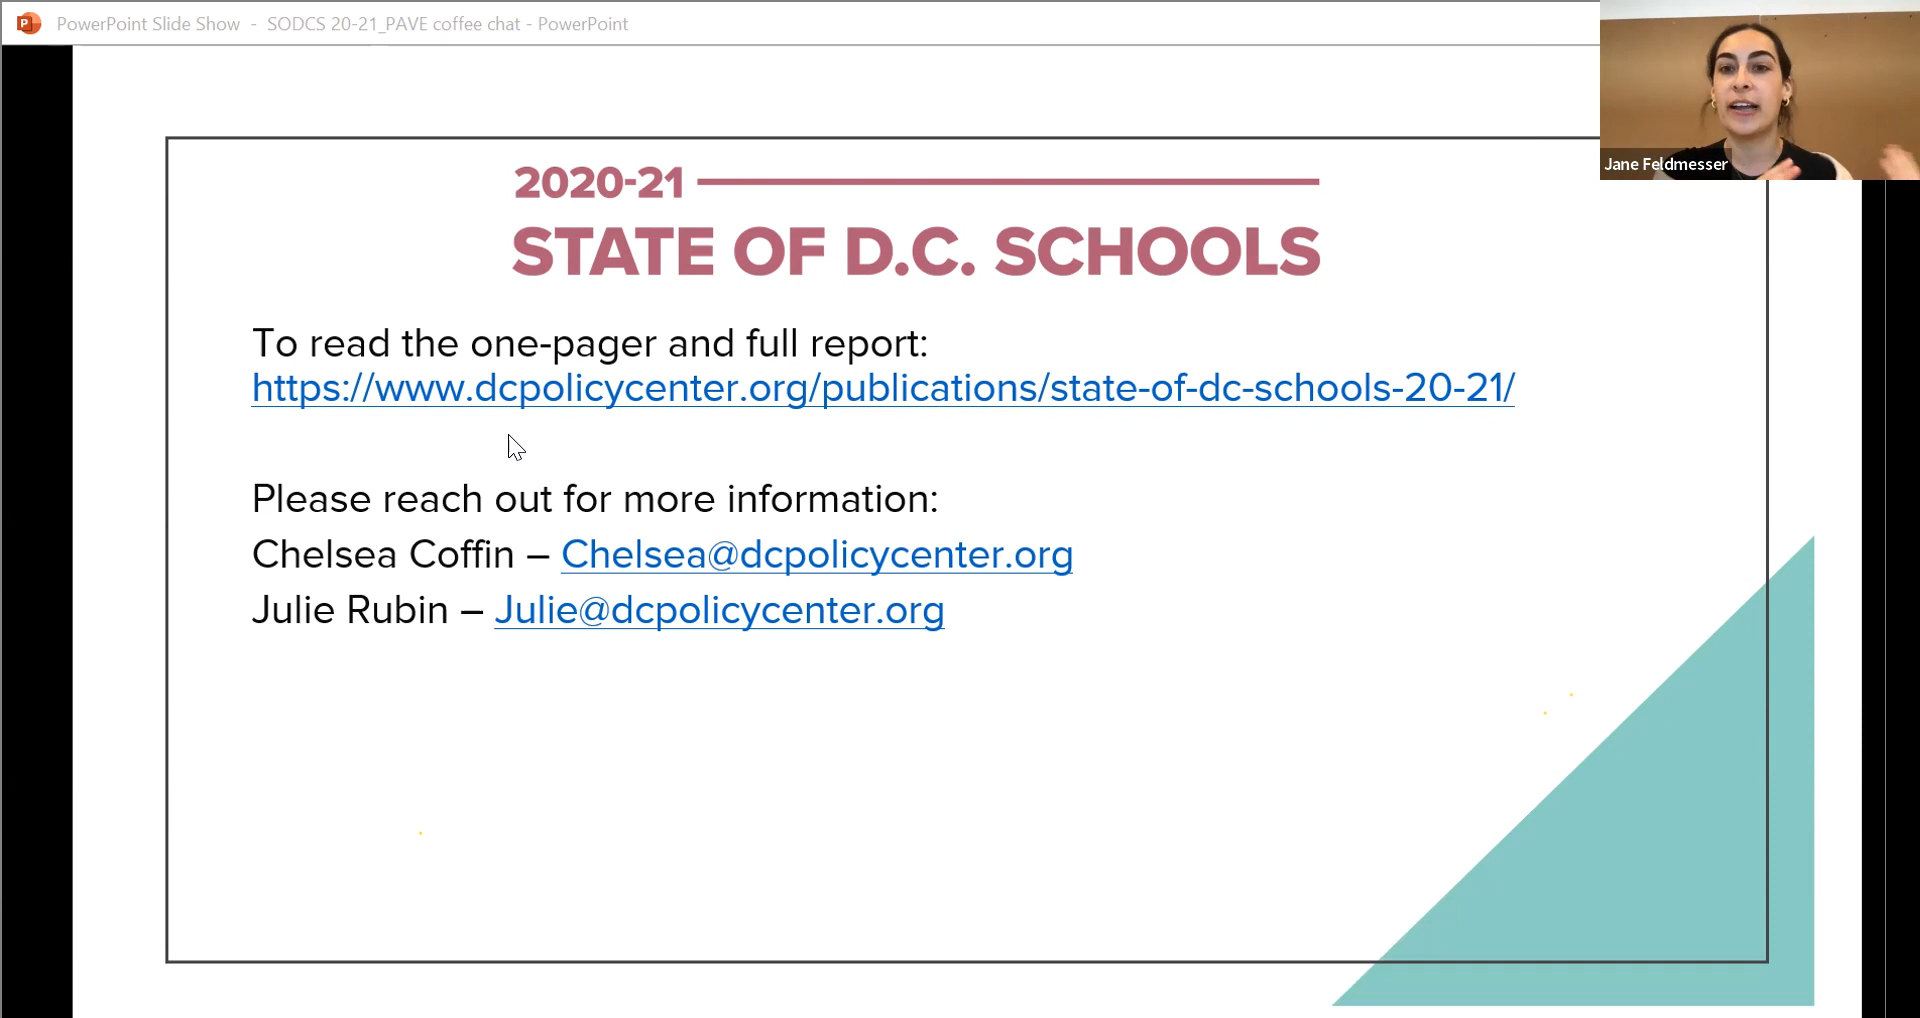 PowerPoint Slide Show - SODCS 20-21_PAVE coffee chat - PowerPoint
Jane Feldmesser
2020-21
STATE OF D.C. SCHOOLS
To read the one-pager and full report:
https://www.dcpolicycenter.org/publications/state-of-dc-schools-20-21/
Please reach out for more information:
Chelsea Coffin – Chelsea@dcpolicycenter.org
Julie Rubin – Julie@dcpolicycenter.org